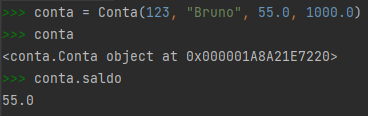 >>> conta = Conta(123, "Bruno", 55.0, 1000.0)
>>> conta
<conta.Conta object at 0x000001A8A21E7220>
>>> conta.saldo
55.0